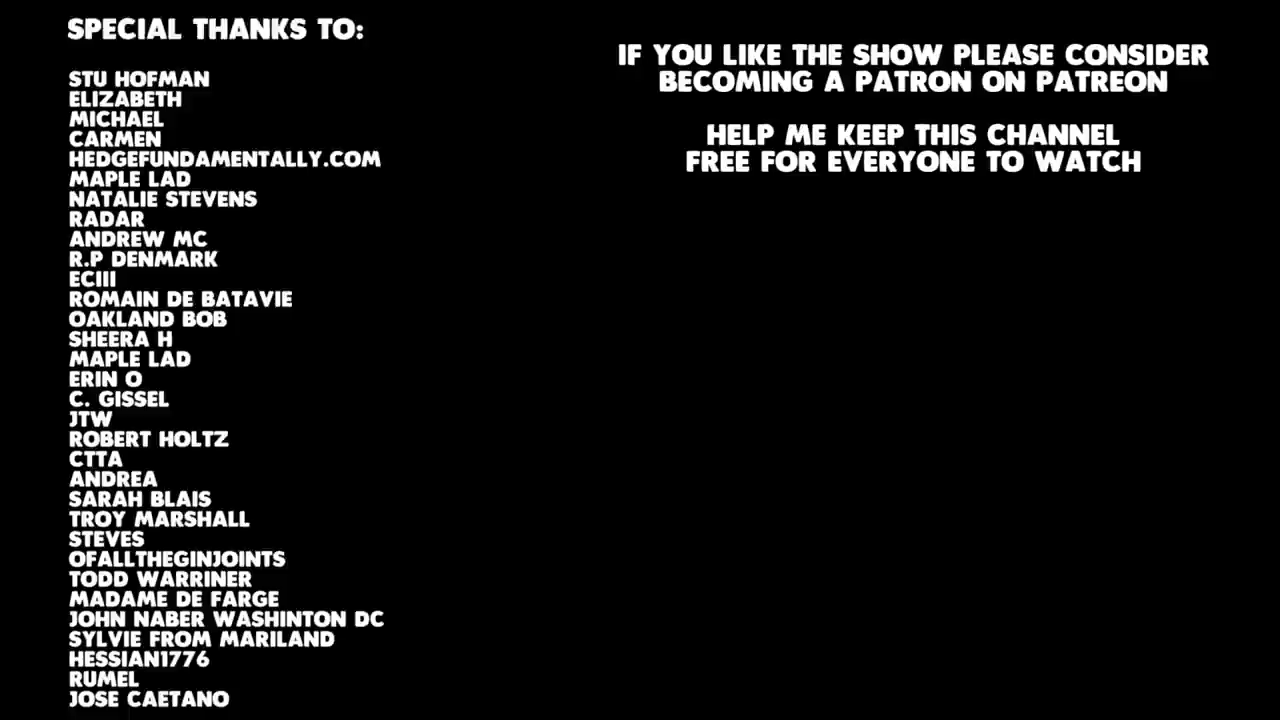 SPECIAL THANKS TO:
STU HOFMAN
ELIZABETH
MICHAEL
CARMEN
HEDGEFUNDAMENTALLY.COM
MAPLE LAD
NATALIE STEVENS
RADAR
ANDREW MC
R.P DENMARK
ECIII
ROMAIN DE BATAVIE
OAKLAND BOB
SHEERA H
MAPLE LAD
ERIN O
C. GISSEL
JTW
ROBERT HOLTZ
CTTA
ANDREA
SARAH BLAIS
TROY MARSHALL
STEVES
OFALLTHEGINJOINTS
TODD WARRINER
MADAME DE FARGE
JOHN NABER WASHINTON DC
SYLVIE FROM MARILAND
HESSIAN1776
RUMEL
JOSE CAETANO
IF YOU LIKE THE SHOW PLEASE CONSIDER
BECOMING A PATRON ON PATREON
HELP ME KEEP THIS CHANNEL
FREE FOR EVERYONE TO WATCH